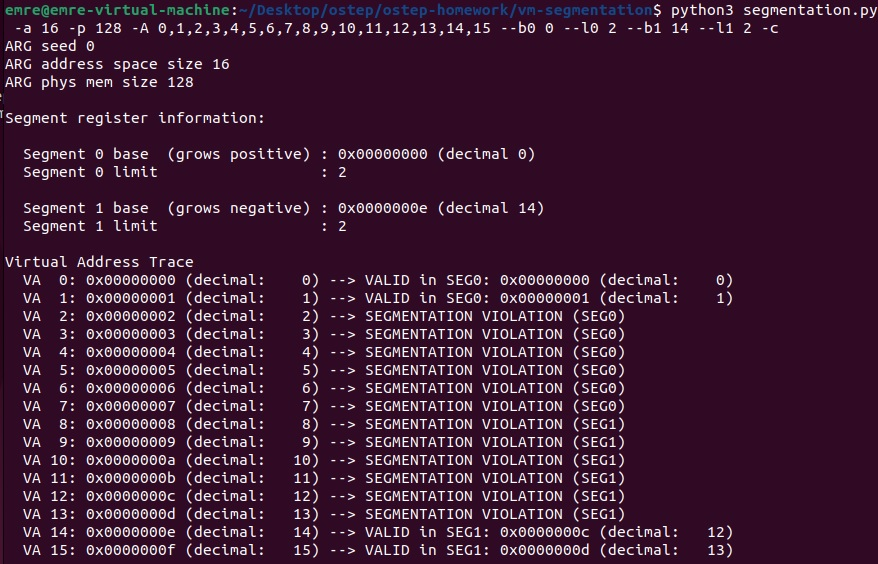 emre@emre-virtual-machine:~/Desktop/ostep/ostep-homework/vm-segmentation$ python3 segmentation.py
-a 16 -p 128 -A 0,1,2,3,4,5,6,7,8,9,10,11,12,13,14,15 --b0 0 --l0 2 --b1 14 --l1 2 -c
ARG seed 0
ARG address space size 16
ARG phys mem size 128
Segment register information:
Segment 0 base  (grows positive) : 0x00000000 (decimal 0)
Segment 0 limit                  : 2
Segment 1 base  (grows negative) : 0x0000000e (decimal 14)
Segment 1 limit                  : 2
Virtual Address Trace
VA  0: 0x00000000 (decimal:    0) --> VALID in SEG0: 0x00000000 (decimal:    0)
VA  1: 0x00000001 (decimal:    1) --> VALID in SEG0: 0x00000001 (decimal:    1)
VA  2: 0x00000002 (decimal:    2) --> SEGMENTATION VIOLATION (SEG0)
VA  3: 0x00000003 (decimal:    3) --> SEGMENTATION VIOLATION (SEG0)
VA  4: 0x00000004 (decimal:    4) --> SEGMENTATION VIOLATION (SEG0)
VA  5: 0x00000005 (decimal:    5) --> SEGMENTATION VIOLATION (SEG0)
VA  6: 0x00000006 (decimal:    6) --> SEGMENTATION VIOLATION (SEG0)
VA  7: 0x00000007 (decimal:    7) --> SEGMENTATION VIOLATION (SEG0)
VA  8: 0x00000008 (decimal:    8) --> SEGMENTATION VIOLATION (SEG1)
VA  9: 0x00000009 (decimal:    9) --> SEGMENTATION VIOLATION (SEG1)
VA 10: 0x0000000a (decimal:   10) --> SEGMENTATION VIOLATION (SEG1)
VA 11: 0x0000000b (decimal:   11) --> SEGMENTATION VIOLATION (SEG1)
VA 12: 0x0000000c (decimal:   12) --> SEGMENTATION VIOLATION (SEG1)
VA 13: 0x0000000d (decimal:   13) --> SEGMENTATION VIOLATION (SEG1)
VA 14: 0x0000000e (decimal:   14) --> VALID in SEG1: 0x0000000c (decimal:   12)
VA 15: 0x0000000f (decimal:   15) --> VALID in SEG1: 0x0000000d (decimal:   13)